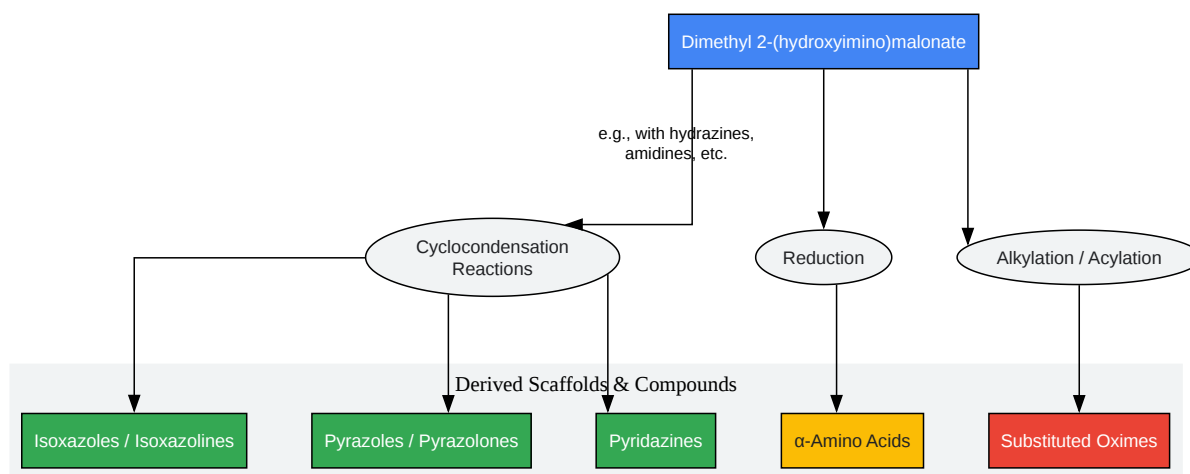 Dimethyl 2-(hydroxyimino)malonate
e.g., with hydrazines,
amidines, etc.
Cyclocondensation
Reactions
Reduction
Alkylation / Acylation
Derived Scaffolds & Compounds
Isoxazoles / Isoxazolines
Pyrazoles / Pyrazolones
Pyridazines
α-Amino Acids
Substituted Oximes